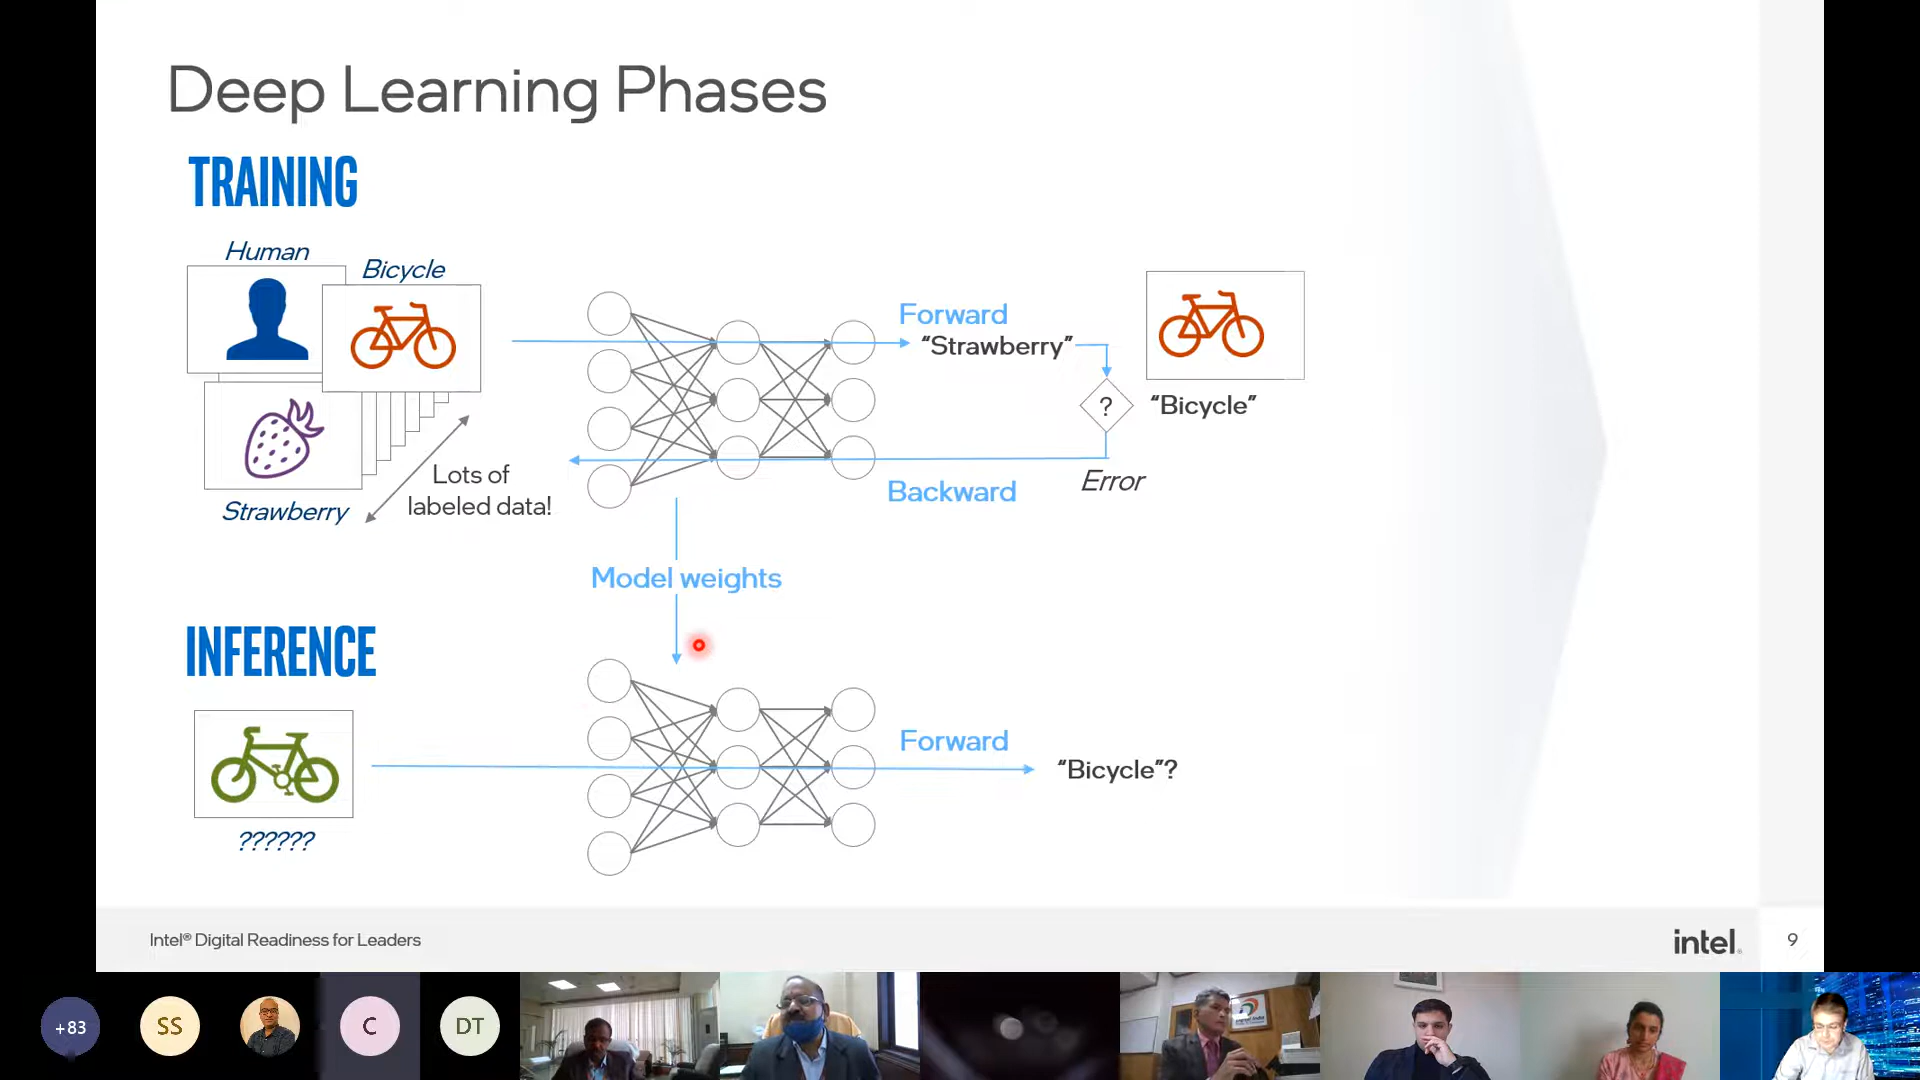 Deep Learning Phases
TRAINING
Human
Bicycle
Strawberry
Lots of
labeled data!
Forward
“Strawberry”
?
“Bicycle”
Backward
Error
Model weights
INFERENCE
??????
Forward
“Bicycle”?
Intel® Digital Readiness for Leaders
intel.
9
+83
SS
C
DT